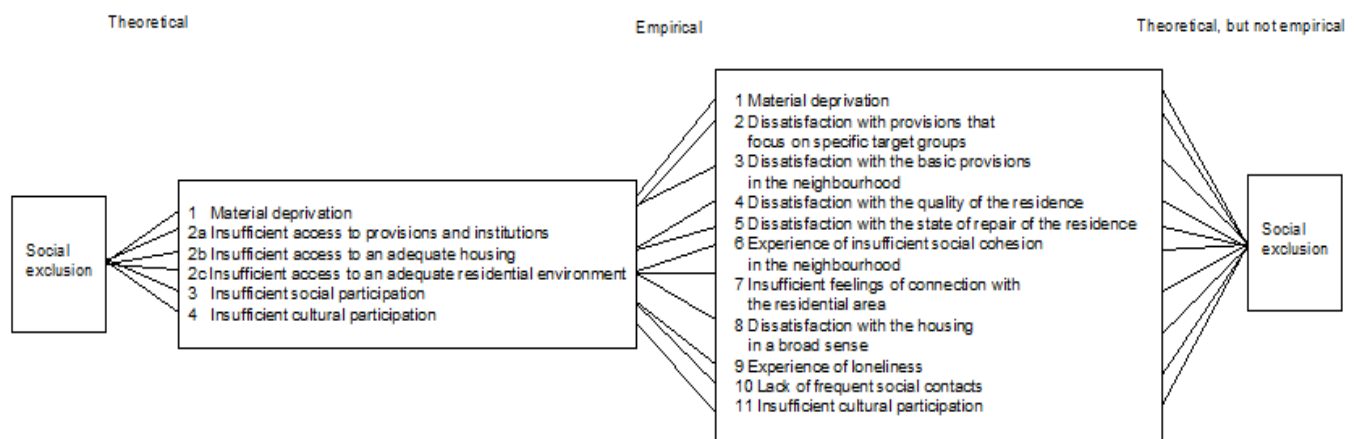 Theoretical
Empirical
Theoretical, but not empirical
Social
exclusion
1 Material deprivation
2a Insufficient access to provisions and institutions
2b Insufficient access to an adequate housing
2c Insufficient access to an adequate residential environment
3 Insufficient social participation
4 Insufficient cultural participation
1 Material deprivation
2 Dissatisfaction with provisions that
focus on specific target groups
3 Dissatisfaction with the basic provisions
in the neighbourhood
4 Dissatisfaction with the quality of the residence
5 Dissatisfaction with the state of repair of the residence
6 Experience of insufficient social cohesion
in the neighbourhood
7 Insufficient feelings of connection with
the residential area
8 Dissatisfaction with the housing
in a broad sense
9 Experience of loneliness
10 Lack of frequent social contacts
11 Insufficient cultural participation
Social
exclusion